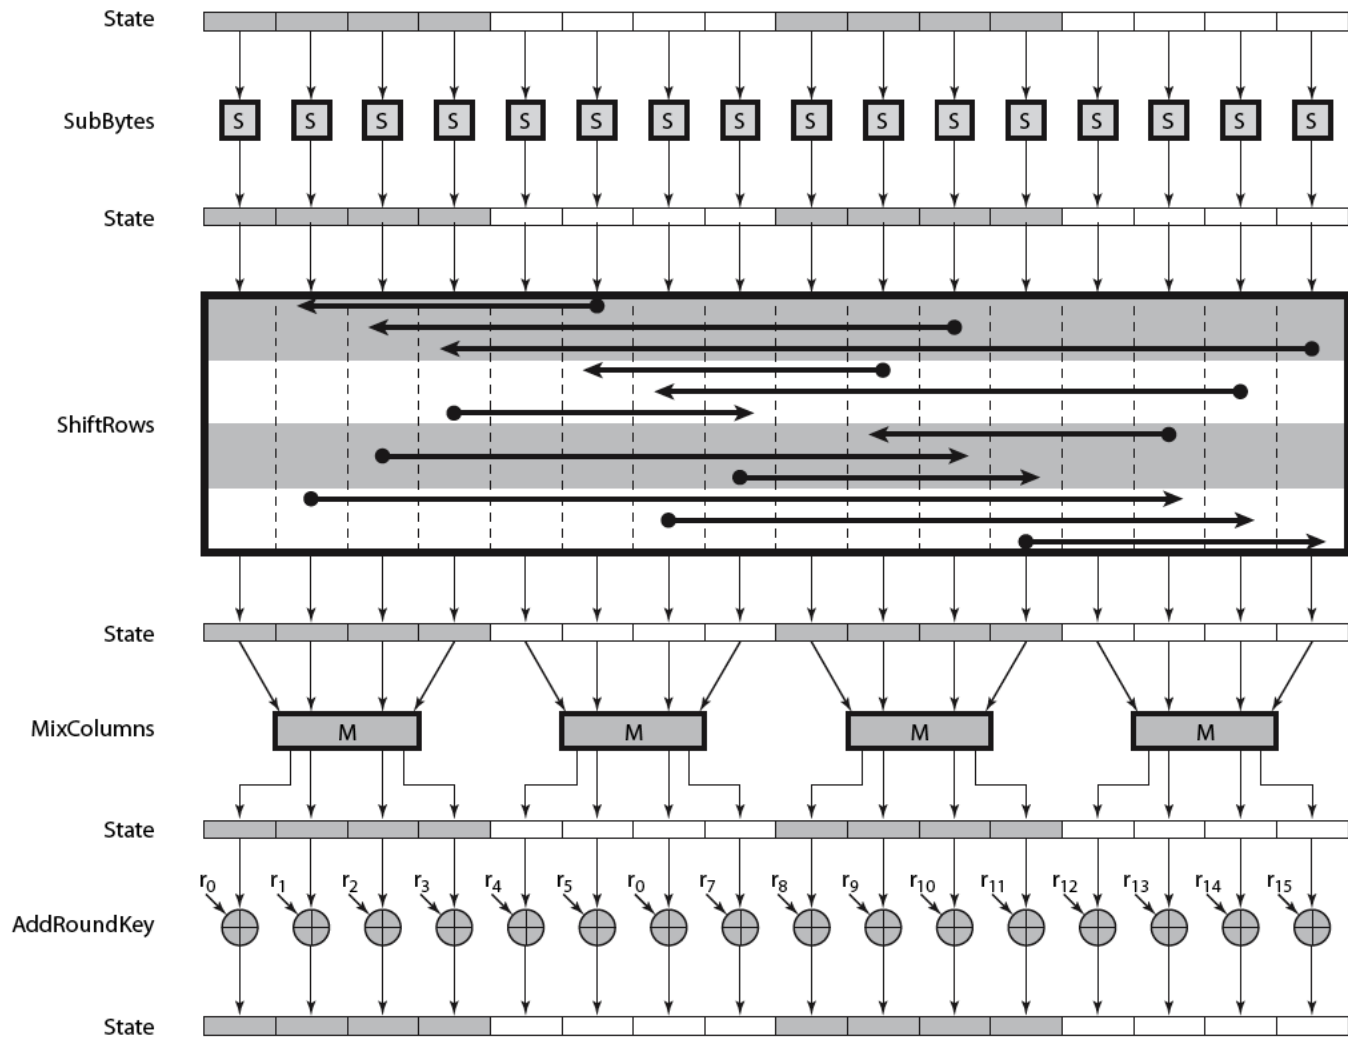 State
SubBytes S S S S S S S S S S S S S S S S
State
ShiftRows
State
MixColumns M M M M
State
r0 r1 r2 r3 r4 r5 r0 r7 r8 r9 r10 r11 r12 r13 r14 r15
AddRoundKey
State